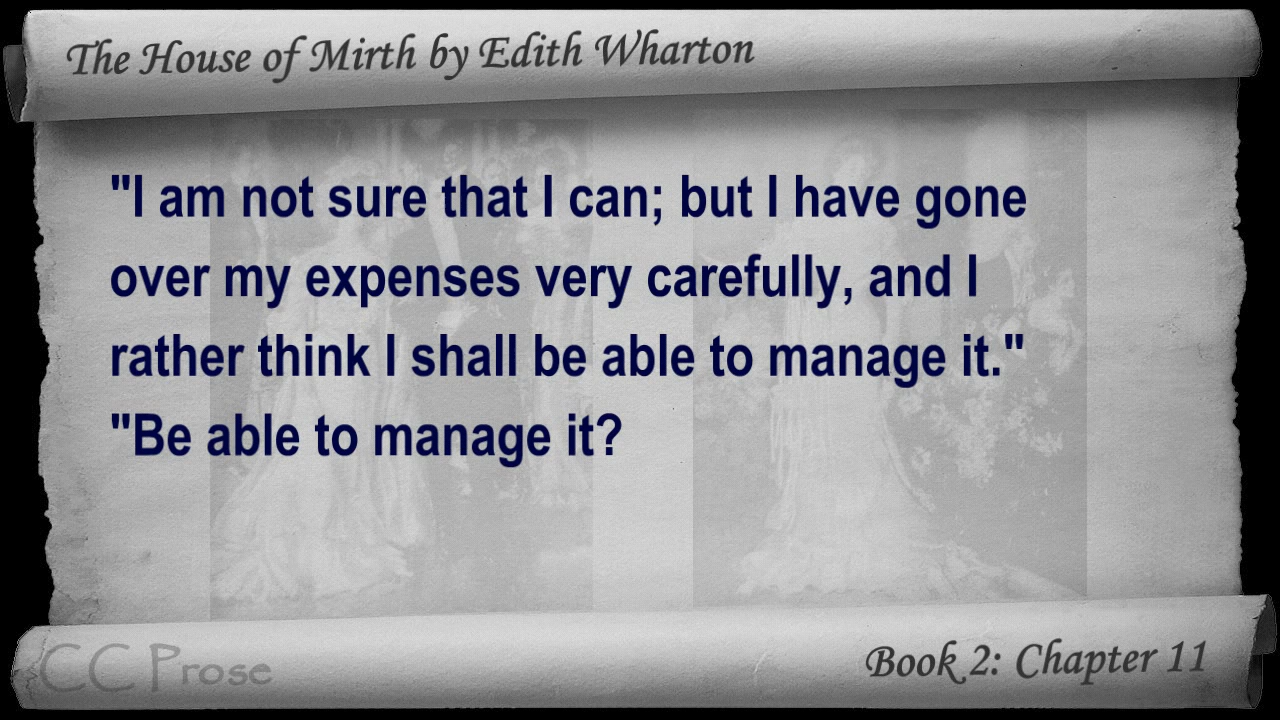 The House of Mirth by Edith Wharton
"I am not sure that I can; but I have gone
over my expenses very carefully, and I
rather think I shall be able to manage it."
"Be able to manage it?
CC Prose
Book 2: Chapter 11